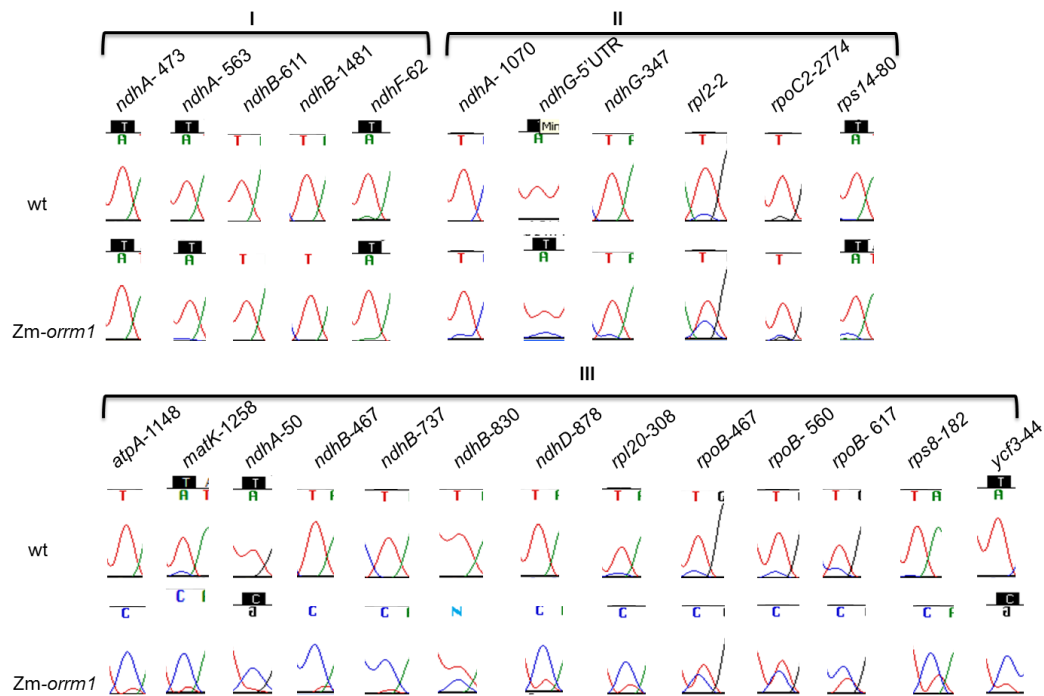 I II
ndhA- 473 ndhA- 563 ndhB-611 ndhB-1481 ndhF-62 ndhA- 1070 ndhG-5'UTR ndhG-347 rpl2-2 rpoC2-2774 rps14-80
T T T T T Min T
A A T T A T A T A T T A
wt
T T T T T
A A T T A T A T A T T A T
Zm-orrm1
III
atpA-1148 matK-1258 ndhA-50 ndhB-467 ndhB-737 ndhB-830 ndhD-878 rpl20-308 rpoB-467 rpoB- 560 rpoB- 617 rps8-182 ycf3-44
T T T
T A T A T A T T T A T A T G T T T A A
wt
C C
C C G C C N C C C C C C G
Zm-orrm1